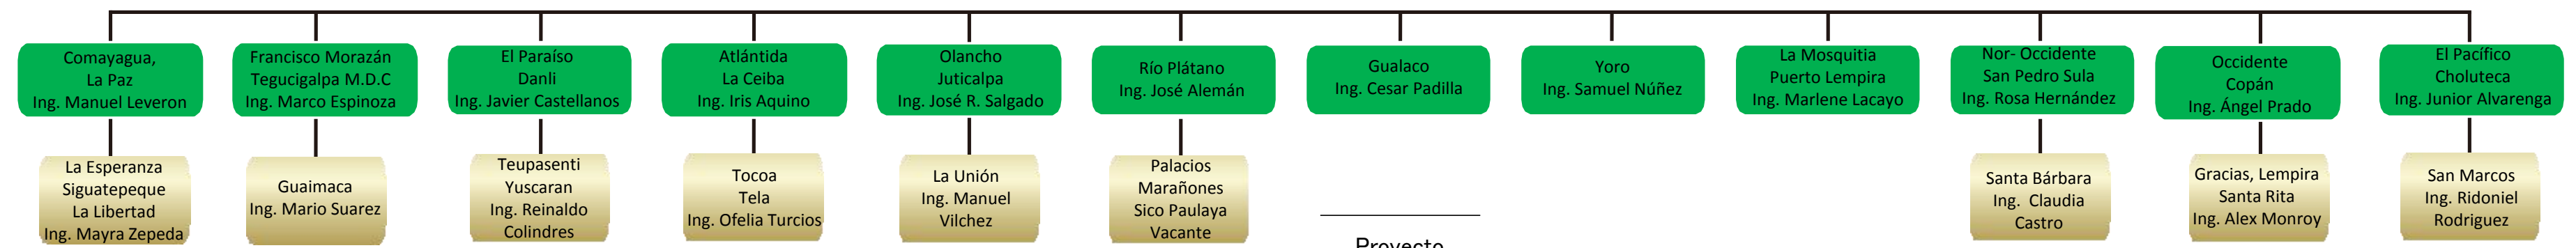 Comayagua,
La Paz
Ing. Manuel Leveron
Francisco Morazán
Tegucigalpa M.D.C
Ing. Marco Espinoza
El Paraíso
Danli
Ing. Javier Castellanos
Atlántida
La Ceiba
Ing. Iris Aquino
Olancho
Juticalpa
Ing. José R. Salgado
Río Plátano
Ing. José Alemán
Gualaco
Ing. Cesar Padilla
Yoro
Ing. Samuel Núñez
La Mosquitia
Puerto Lempira
Ing. Marlene Lacayo
Nor- Occidente
San Pedro Sula
Ing. Rosa Hernández
Occidente
Copán
Ing. Ángel Prado
El Pacífico
Choluteca
Ing. Junior Alvarenga
La Esperanza
Siguatepeque
La Libertad
Ing. Mayra Zepeda
Guaimaca
Ing. Mario Suarez
Teupasenti
Yuscaran
Ing. Reinaldo
Colindres
Tocoa
Tela
Ing. Ofelia Turcios
La Unión
Ing. Manuel
Vilchez
Palacios
Marañones
Sico Paulaya
Vacante
Santa Bárbara
Ing. Claudia
Castro
Gracias, Lempira
Santa Rita
Ing. Alex Monroy
San Marcos
Ing. Ridoniel
Rodriguez
Proyecto